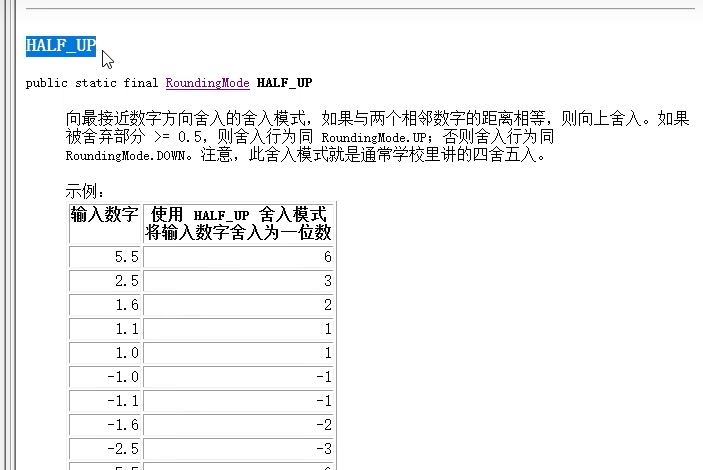 HALF_UP
public static final RoundingMode HALF_UP
向最接近数字方向舍入的舍入模式，如果与两个相邻数字的距离相等，则向上舍入。如果
被舍弃部分 >= 0.5，则舍入行为同 RoundingMode.UP；否则舍入行为同
RoundingMode.DOWN。注意，此舍入模式就是通常学校里讲的四舍五入。
示例：
输入数字 使用 HALF_UP 舍入模式
将输入数字舍入为一位数
5.5 6
2.5 3
1.6 2
1.1 1
1.0 1
-1.0 -1
-1.1 -1
-1.6 -2
-2.5 -3